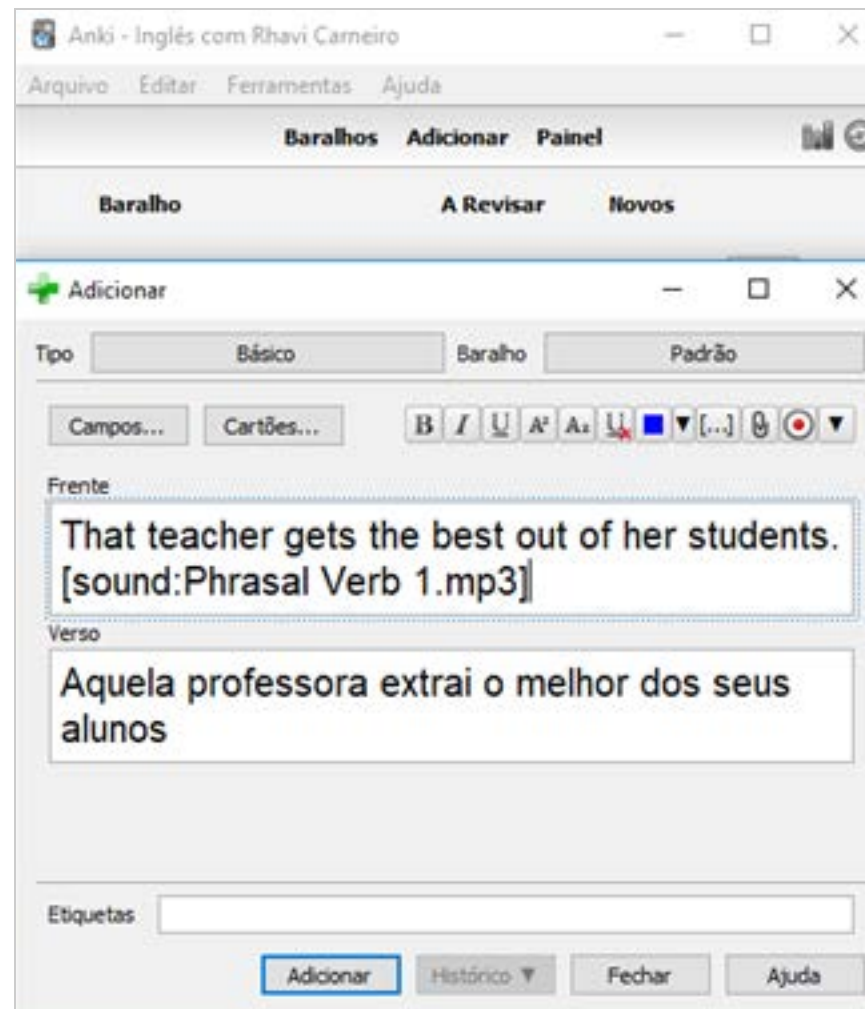 Anki - Inglês com Rhavi Carneiro
Arquivo Editar Ferramentas Ajuda
Baralhos Adicionar Painel
Baralho A Revisar Novos
Adicionar
Tipo Básico Baralho Padrão
Campos... Cartões... B I U A² A₂ U [...]
Frente
That teacher gets the best out of her students.
[sound:Phrasal Verb 1.mp3]
Verso
Aquela professora extrai o melhor dos seus
alunos
Etiquetas
Adicionar Histórico ▼ Fechar Ajuda